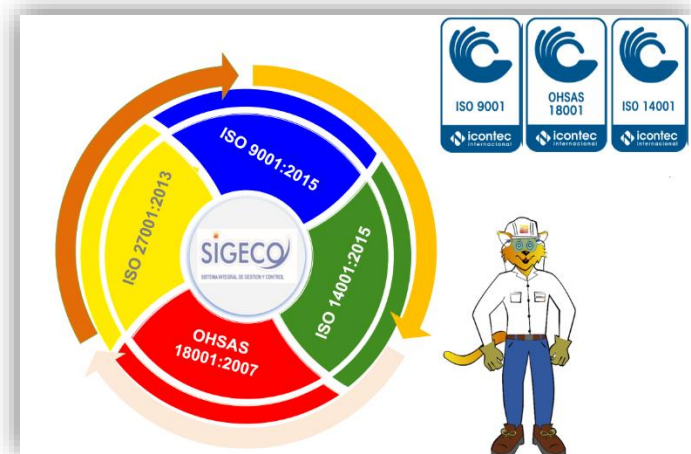 ISO 9001
icontec
internacional
OHSAS
18001
icontec
internacional
ISO 14001
icontec
internacional
ISO 9001:2015
ISO 27001:2013
SIGECO
SISTEMA INTEGRAL DE GESTION Y CONTROL
ISO 14001:2015
OHSAS
18001:2007